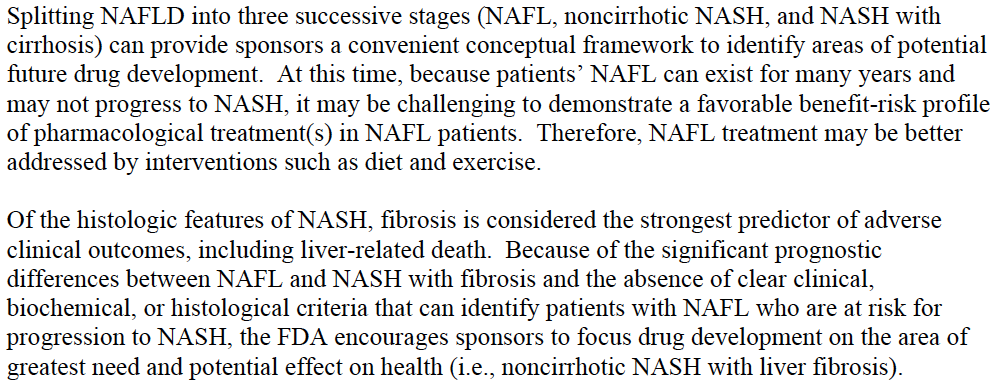 Splitting NAFLD into three successive stages (NAFL, noncirrhotic NASH, and NASH with
cirrhosis) can provide sponsors a convenient conceptual framework to identify areas of potential
future drug development.  At this time, because patients’ NAFL can exist for many years and
may not progress to NASH, it may be challenging to demonstrate a favorable benefit-risk profile
of pharmacological treatment(s) in NAFL patients.  Therefore, NAFL treatment may be better
addressed by interventions such as diet and exercise.
Of the histologic features of NASH, fibrosis is considered the strongest predictor of adverse
clinical outcomes, including liver-related death.  Because of the significant prognostic
differences between NAFL and NASH with fibrosis and the absence of clear clinical,
biochemical, or histological criteria that can identify patients with NAFL who are at risk for
progression to NASH, the FDA encourages sponsors to focus drug development on the area of
greatest need and potential effect on health (i.e., noncirrhotic NASH with liver fibrosis).